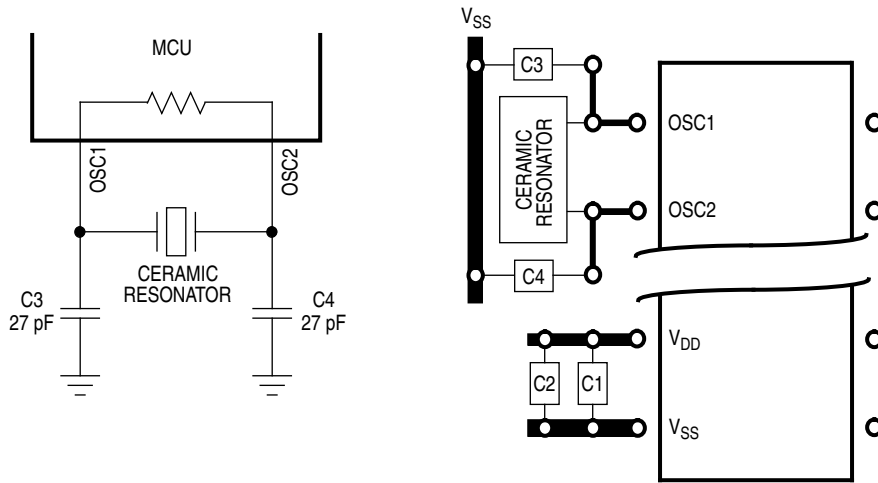 MCU
OSC1
OSC2
CERAMIC
RESONATOR
C3
27 pF
C4
27 pF
VSS
C3
CERAMIC
RESONATOR
C4
OSC1
OSC2
VDD
C2
C1
VSS